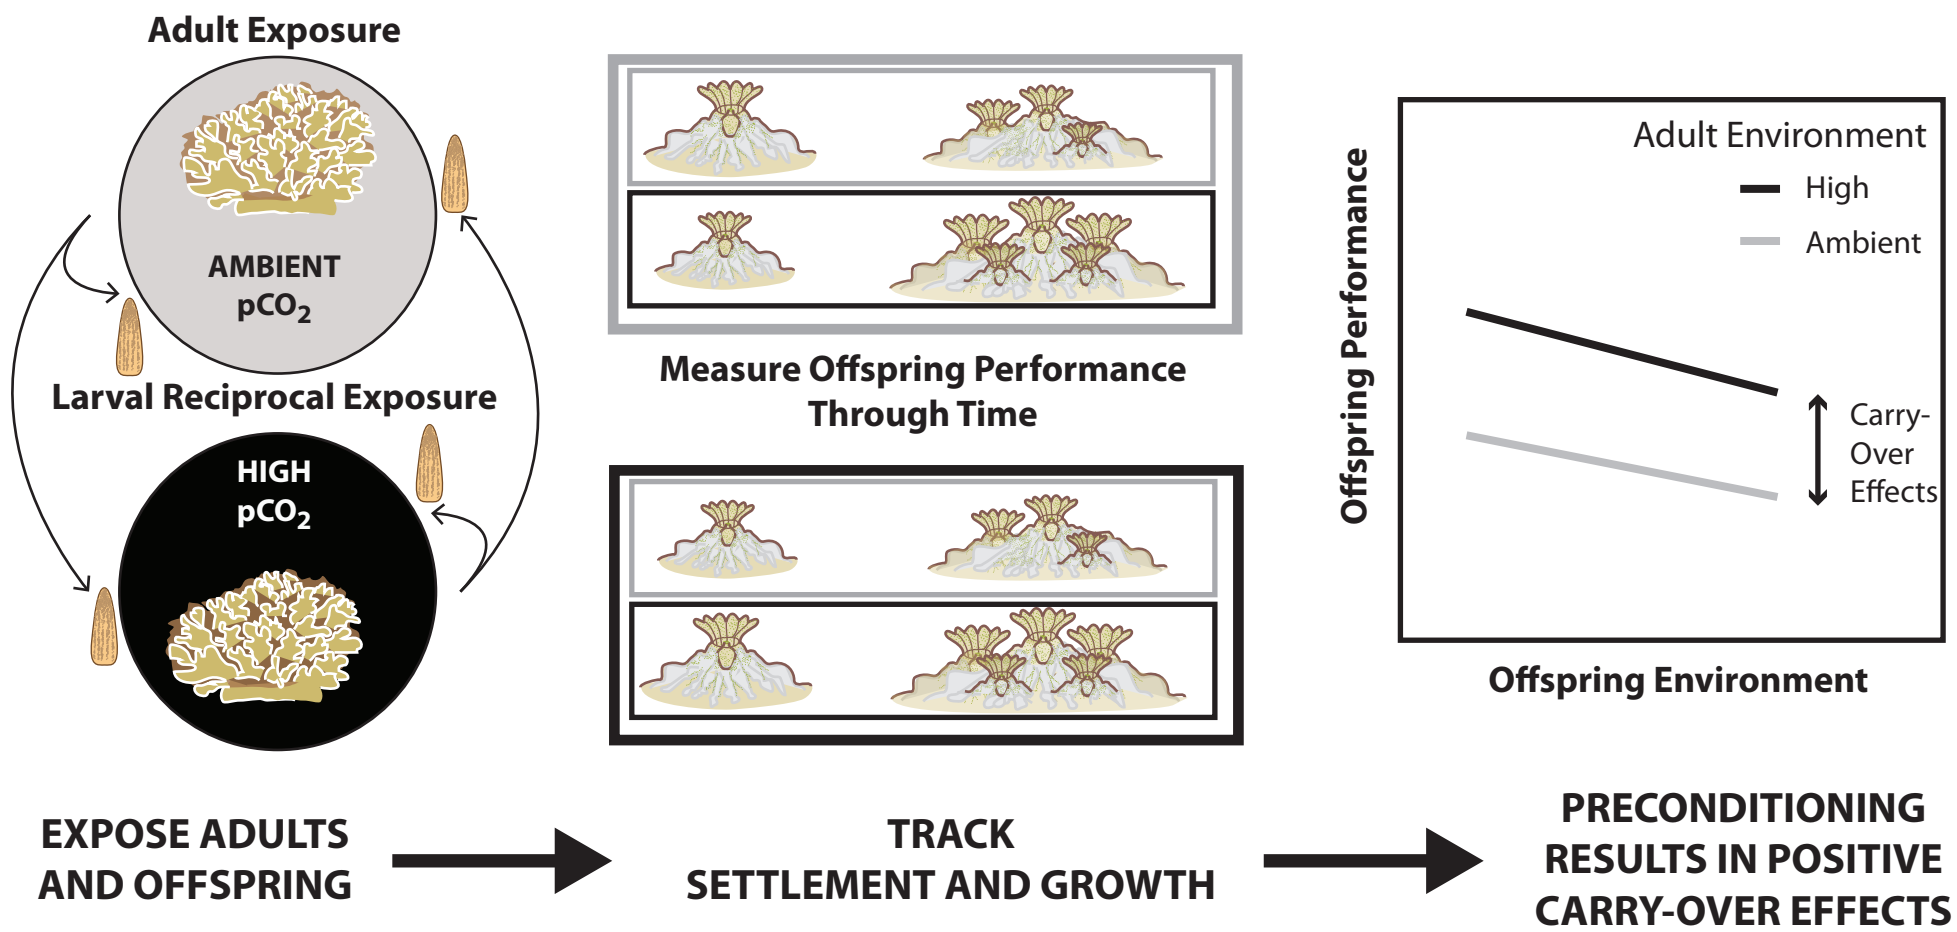 Adult Exposure
AMBIENT
pCO₂
Larval Reciprocal Exposure
HIGH
pCO₂
Measure Offspring Performance
Through Time
Offspring Performance
Adult Environment
High
Ambient
Carry-
Over
Effects
Offspring Environment
EXPOSE ADULTS
AND OFFSPRING
TRACK
SETTLEMENT AND GROWTH
PRECONDITIONING
RESULTS IN POSITIVE
CARRY-OVER EFFECTS